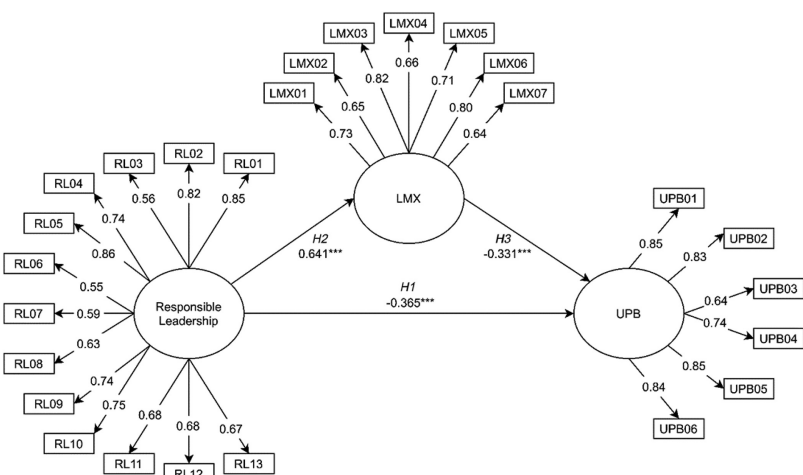 LMX04
LMX03
LMX05
0.66
LMX02
0.82
0.71
LMX06
LMX01
0.65
0.80
LMX07
0.73
0.64
RL02
RL03
RL01
RL04
0.56
0.82
0.85
LMX
UPB01
0.74
RL05
0.86
H2
0.641***
H3
-0.331***
0.85
UPB02
0.83
RL06
0.55
H1
-0.365***
UPB03
0.64
RL07
0.59
Responsible
Leadership
UPB
0.74
UPB04
0.63
RL08
0.74
0.85
RL09
0.75
0.84
UPB05
0.68
0.68
0.67
RL10
UPB06
RL11
RL12
RL13